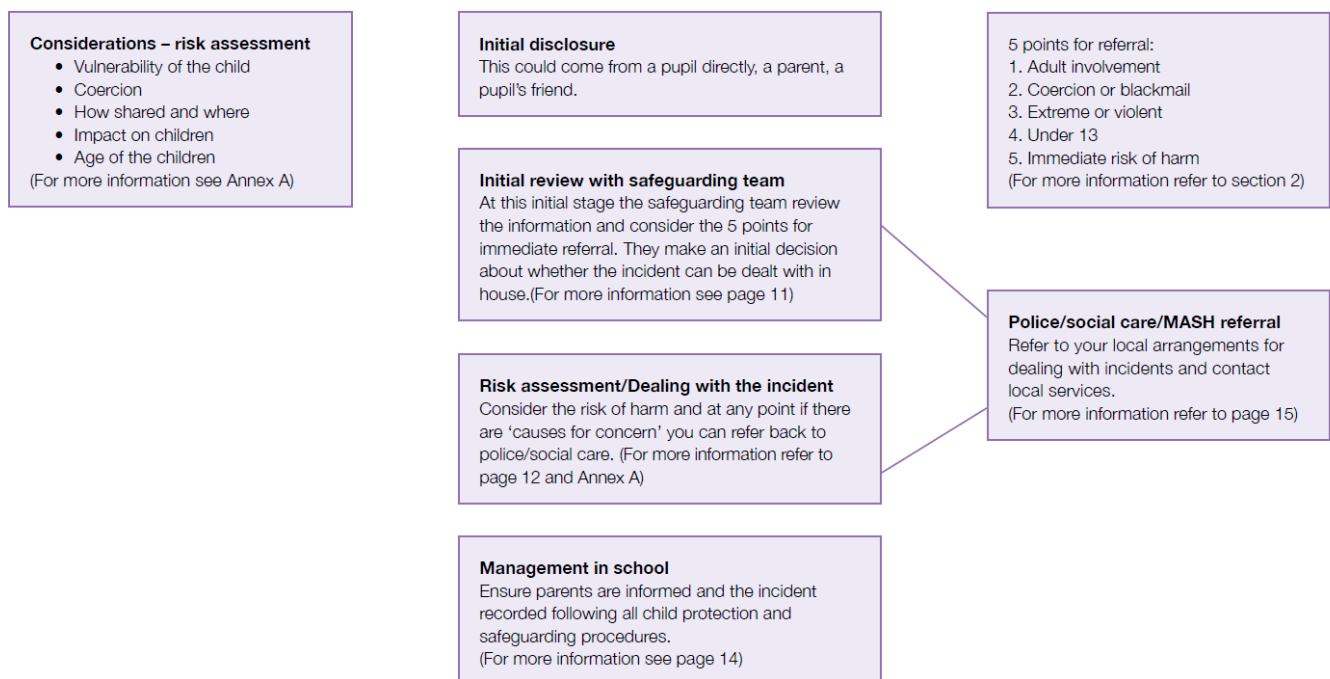 Considerations – risk assessment
• Vulnerability of the child
• Coercion
• How shared and where
• Impact on children
• Age of the children
(For more information see Annex A)
Initial disclosure
This could come from a pupil directly, a parent, a
pupil’s friend.
Initial review with safeguarding team
At this initial stage the safeguarding team review
the information and consider the 5 points for
immediate referral. They make an initial decision
about whether the incident can be dealt with in
house.(For more information see page 11)
Risk assessment/Dealing with the incident
Consider the risk of harm and at any point if there
are ‘causes for concern’ you can refer back to
police/social care. (For more information refer to
page 12 and Annex A)
Management in school
Ensure parents are informed and the incident
recorded following all child protection and
safeguarding procedures.
(For more information see page 14)
5 points for referral:
1. Adult involvement
2. Coercion or blackmail
3. Extreme or violent
4. Under 13
5. Immediate risk of harm
(For more information refer to section 2)
Police/social care/MASH referral
Refer to your local arrangements for
dealing with incidents and contact
local services.
(For more information refer to page 15)